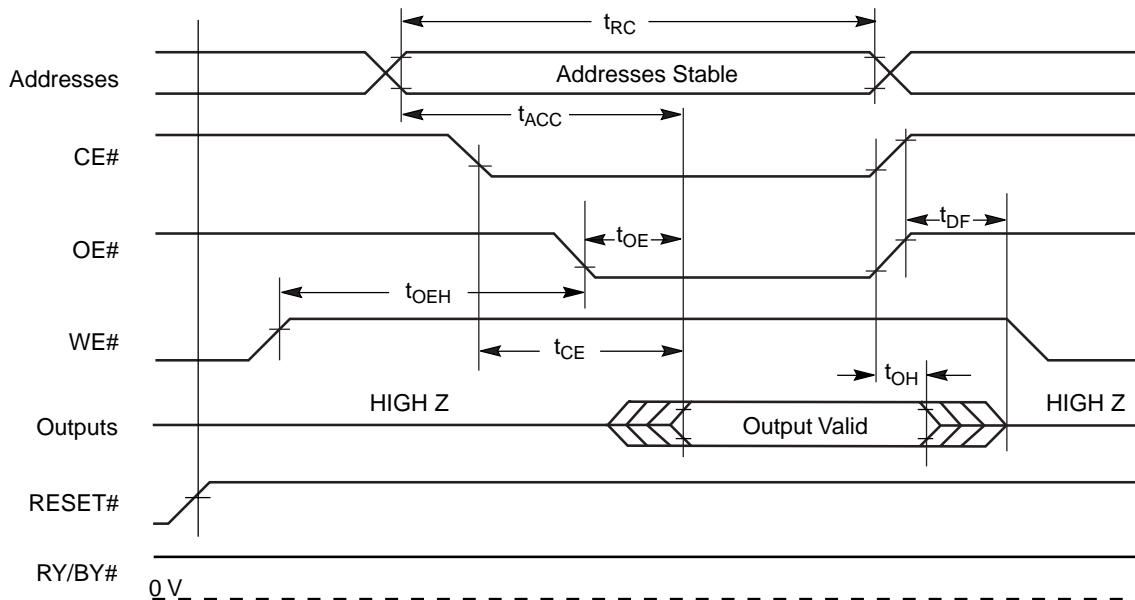 tRC
Addresses
Addresses Stable
tACC
CE#
tDF
OE#
tOE
tOEH
WE#
tCE
tOH
HIGH Z
HIGH Z
Outputs
Output Valid
RESET#
RY/BY#
0 V